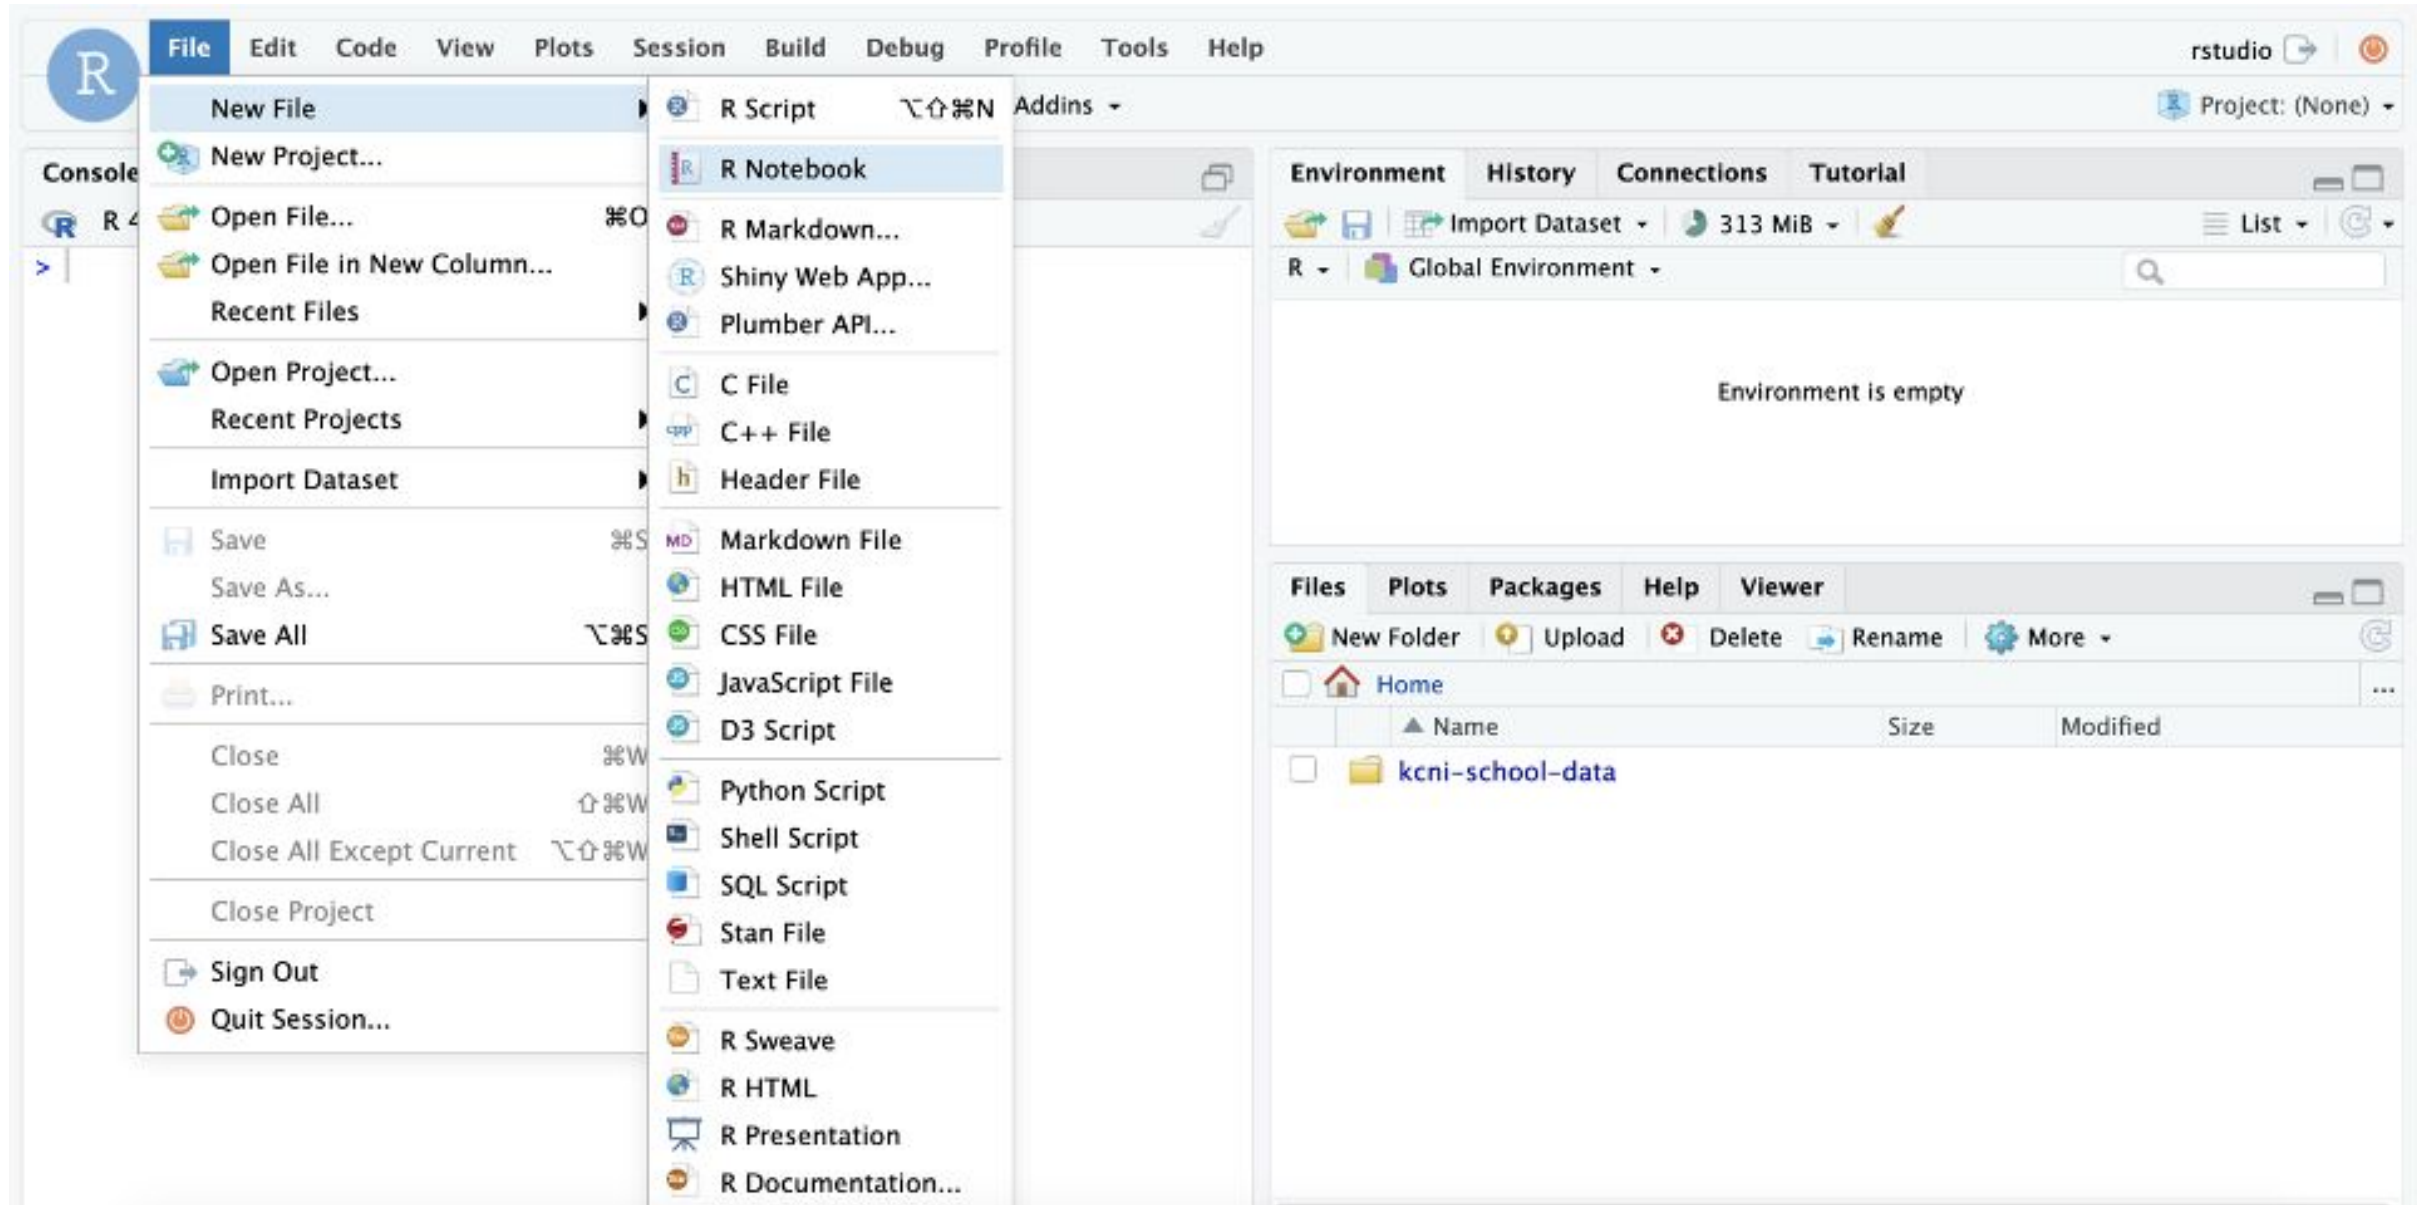 R File Edit Code View Plots Session Build Debug Profile Tools Help rstudio
Addins Project: (None)
New File
New Project...
Open File... ⌘O
Open File in New Column...
Recent Files
Open Project...
Recent Projects
Import Dataset
Save ⌘S
Save As...
Save All ⌥⌘S
Print...
Close ⌘W
Close All ⇧⌘W
Close All Except Current ⌥⇧⌘W
Close Project
Sign Out
Quit Session...
R Script ⌥⇧⌘N
R Notebook
R Markdown...
Shiny Web App...
Plumber API...
C File
C++ File
Header File
Markdown File
HTML File
CSS File
JavaScript File
D3 Script
Python Script
Shell Script
SQL Script
Stan File
Text File
R Sweave
R HTML
R Presentation
R Documentation...
Console
R 4
>
Environment History Connections Tutorial
Import Dataset 313 MiB List
R Global Environment
Environment is empty
Files Plots Packages Help Viewer
New Folder Upload Delete Rename More
Home ...
Name Size Modified
kcni-school-data